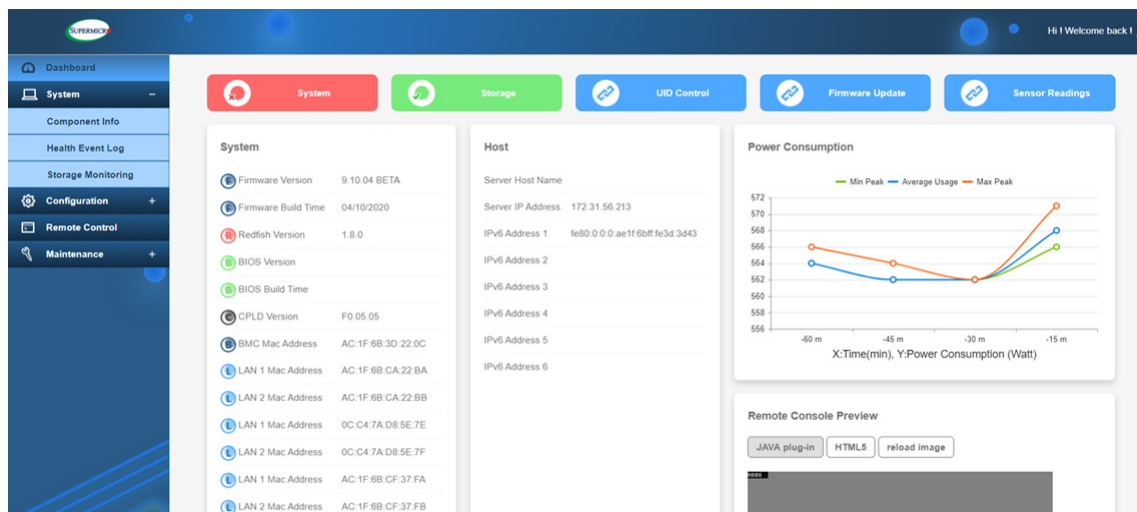 SUPERMICR
Hi ! Welcome back !
Dashboard
System −
Component Info
Health Event Log
Storage Monitoring
Configuration +
Remote Control
Maintenance +
System
Storage
UID Control
Firmware Update
Sensor Readings
System
Firmware Version 9.10.04 BETA
Firmware Build Time 04/10/2020
Redfish Version 1.8.0
BIOS Version
BIOS Build Time
CPLD Version F0.05.05
BMC Mac Address AC:1F:6B:3D:22:0C
LAN 1 Mac Address AC:1F:6B:CA:22:BA
LAN 2 Mac Address AC:1F:6B:CA:22:BB
LAN 1 Mac Address 0C:C4:7A:D8:5E:7E
LAN 2 Mac Address 0C:C4:7A:D8:5E:7F
LAN 1 Mac Address AC:1F:6B:CF:37:FA
LAN 2 Mac Address AC:1F:6B:CF:37:FB
Host
Server Host Name
Server IP Address 172.31.56.213
IPv6 Address 1 fe80:0:0:0:ae1f:6bff:fe3d:3d43
IPv6 Address 2
IPv6 Address 3
IPv6 Address 4
IPv6 Address 5
IPv6 Address 6
Power Consumption
Min Peak Average Usage Max Peak
572
570
568
566
564
562
560
558
556
-60 m -45 m -30 m -15 m
X:Time(min), Y:Power Consumption (Watt)
Remote Console Preview
JAVA plug-in HTML5 reload image